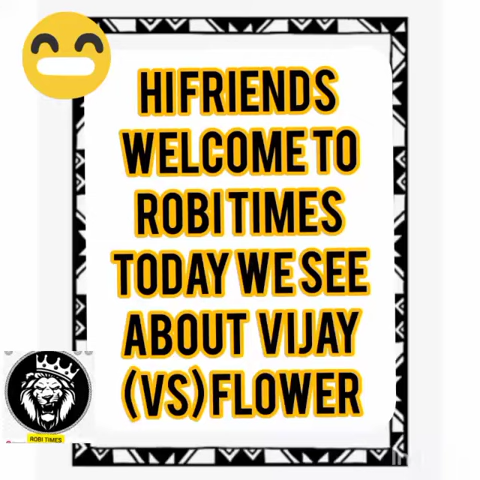 HI FRIENDS
WELCOME TO
ROBI TIMES
TODAY WE SEE
ABOUT VIJAY
(VS) FLOWER
ROBI TIMES